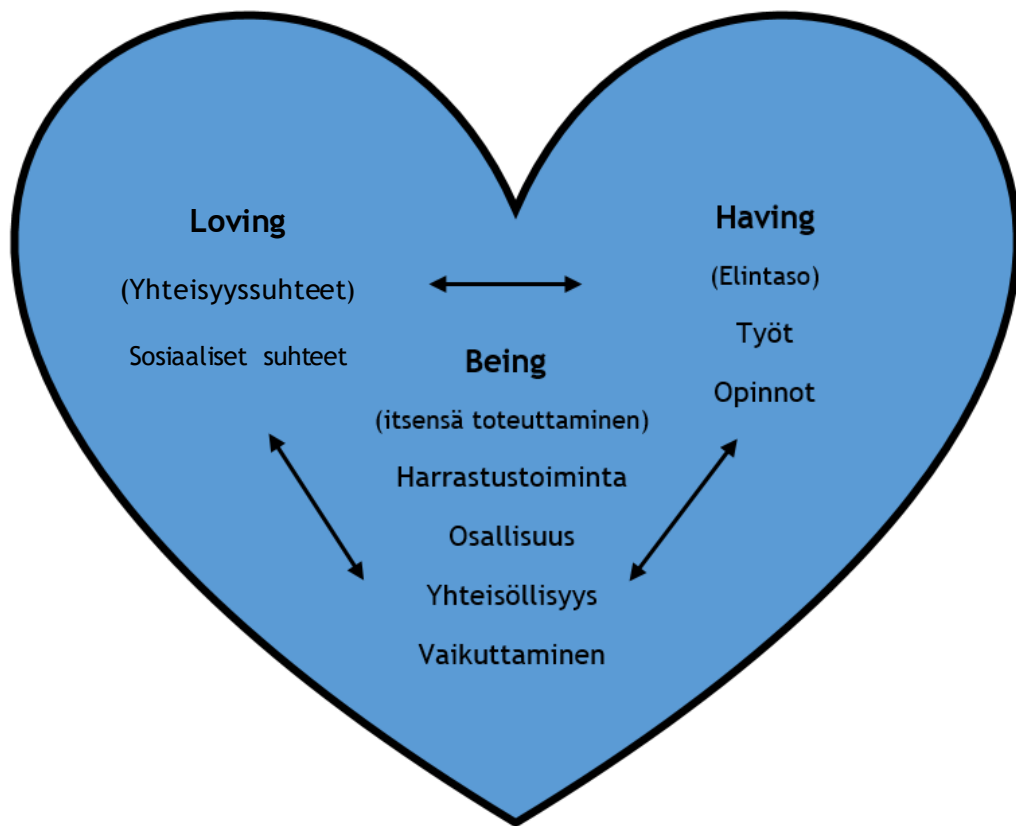 Loving
(Yhteisyyssuhteet)
Sosiaaliset suhteet
Having
(Elintaso)
Työt
Opinnot
Being
(itsensä toteuttaminen)
Harrastustoiminta
Osallisuus
Yhteisöllisyys
Vaikuttaminen